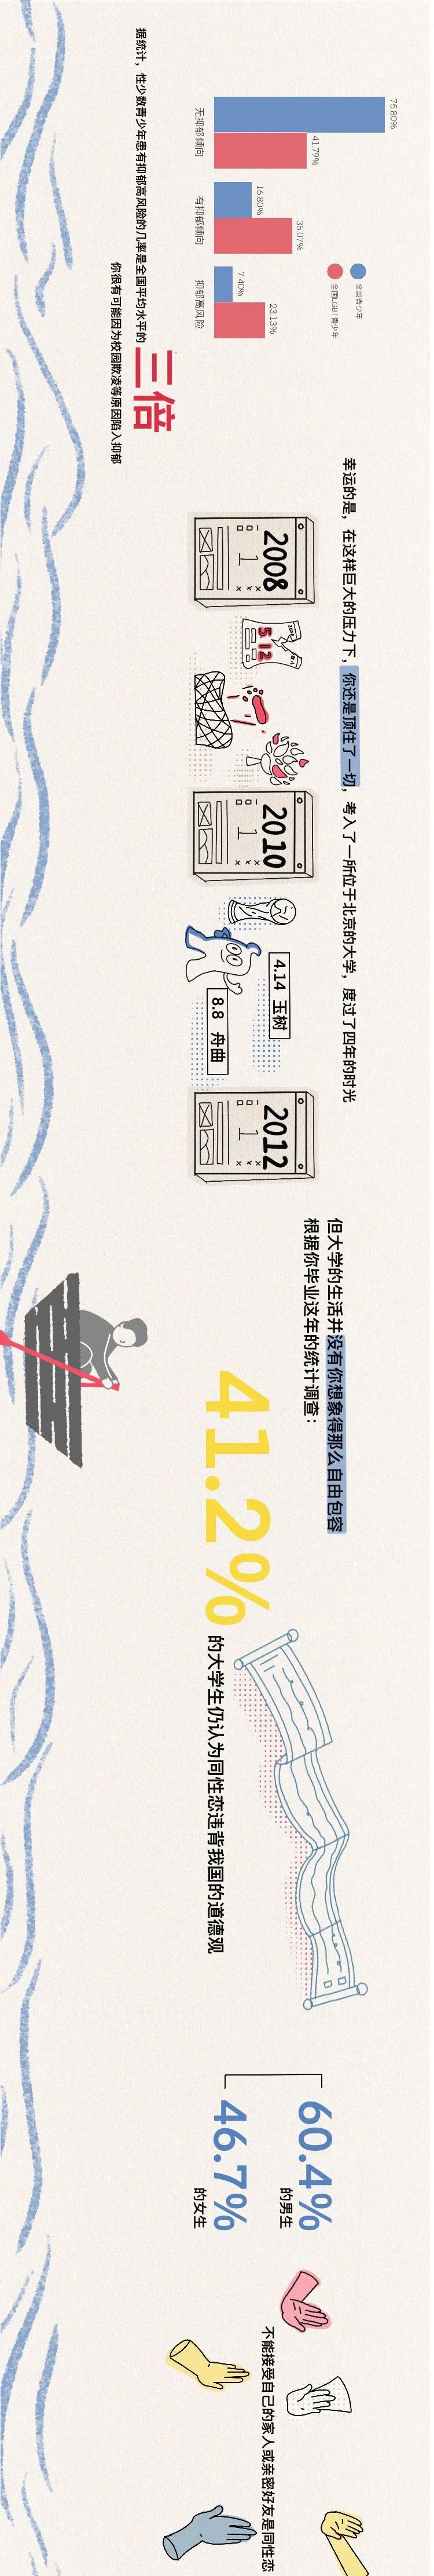 75.80%
41.79%
无抑郁倾向
16.80%
35.07%
有抑郁倾向
7.40%
23.13%
抑郁高风险
全国青少年
全国LGBT青少年
据统计，性少数青少年患有抑郁高风险的几率是全国平均水平的
三倍
你很有可能因为校园欺凌等原因陷入抑郁
幸运的是，在这样巨大的压力下，你还是顶住了一切，考入了一所位于北京的大学，度过了四年的时光
2008
1
512
2010
1
4.14 玉树
8.8 舟曲
2012
1
但大学的生活并没有你想象得那么自由包容
根据你毕业这年的统计调查：
41.2%
的大学生仍认为同性恋违背我国的道德观
60.4%
的男生
46.7%
的女生
不能接受自己的家人或亲密好友是同性恋